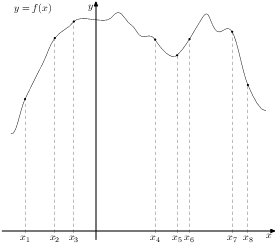 y = f(x)
y
x₁ x₂ x₃ x₄ x₅ x₆ x₇ x₈ x